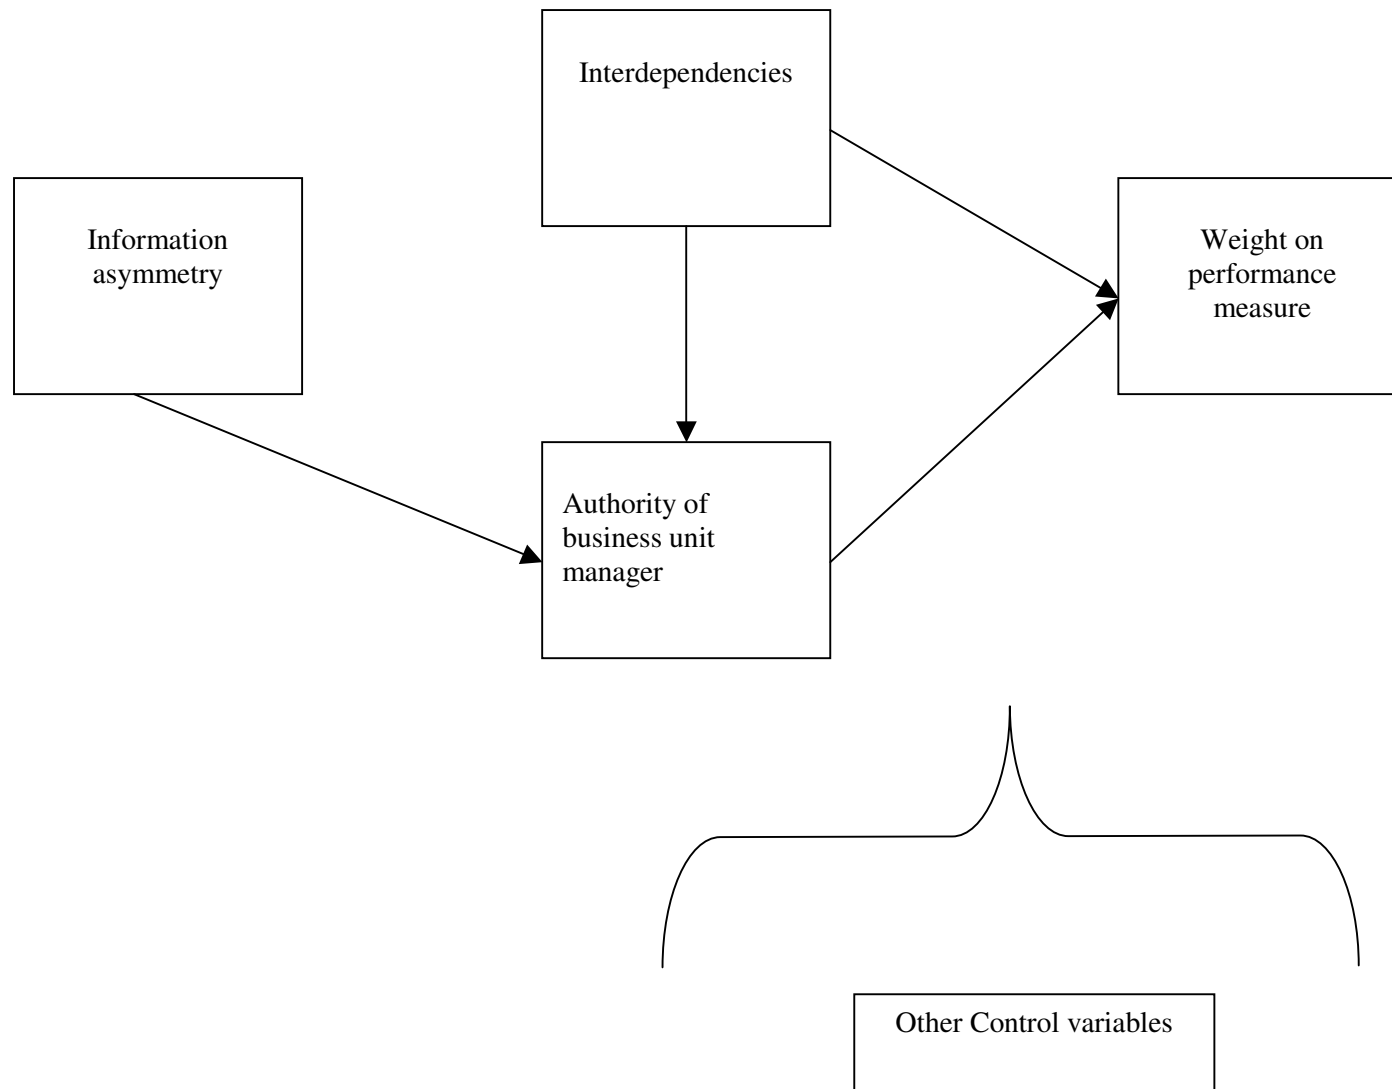 Interdependencies
Information
asymmetry
Weight on
performance
measure
Authority of
business unit
manager
Other Control variables